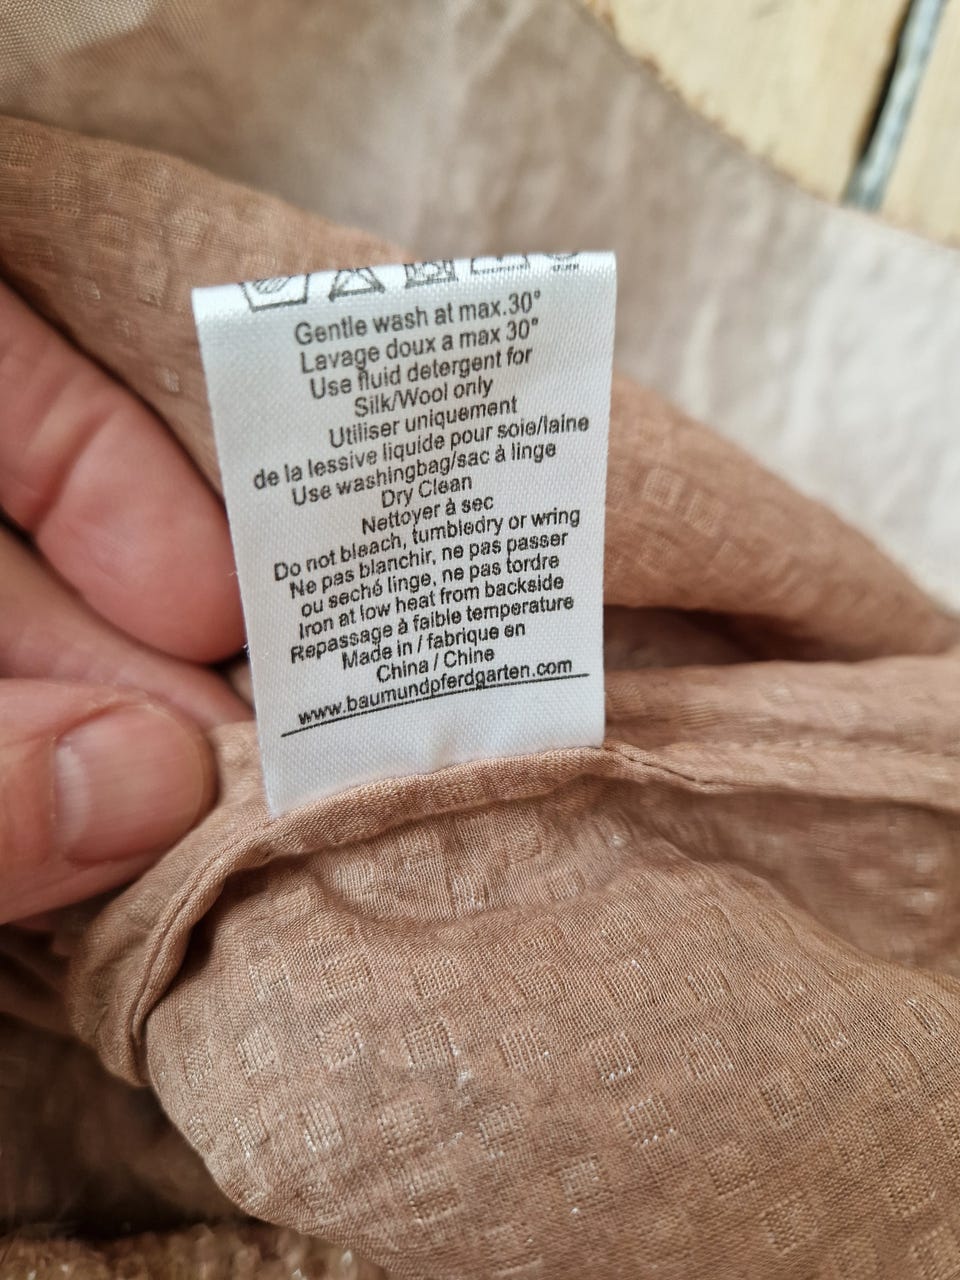 Gentle wash at max.30°
Lavage doux a max 30°
Use fluid detergent for
Silk/Wool only
Utiliser uniquement
de la lessive liquide pour soie/laine
Use washingbag/sac à linge
Dry Clean
Nettoyer à sec
Do not bleach, tumbledry or wring
Ne pas blanchir, ne pas passer
ou seché linge, ne pas tordre
Iron at low heat from backside
Repassage à faible temperature
Made in / fabrique en
China / Chine
www.baumundpferdgarten.com